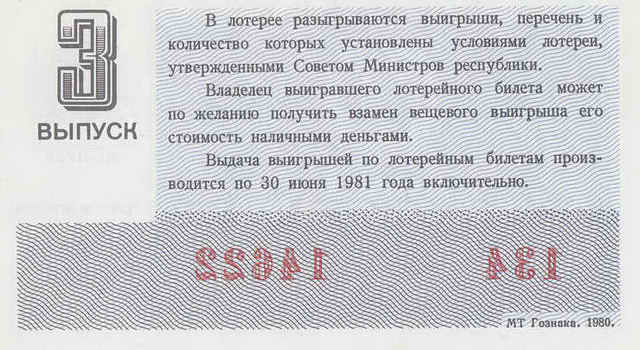 3
ВЫПУСК
В лотерее разыгрываются выигрыши, перечень и
количество которых установлены условиями лотереи,
утвержденными Советом Министров республики.
Владелец выигравшего лотерейного билета может
по желанию получить взамен вещевого выигрыша его
стоимость наличными деньгами.
Выдача выигрышей по лотерейным билетам произ-
водится по 30 июня 1981 года включительно.
14622 134
МТ Гознака. 1980.